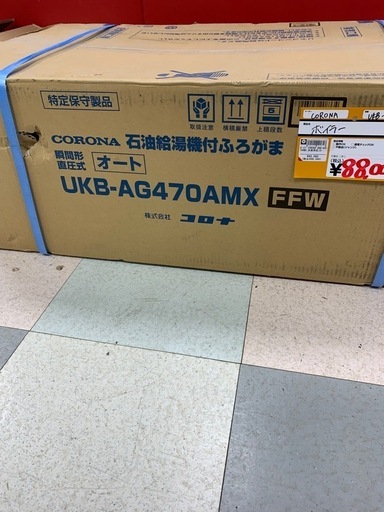 特定保守製品
取扱注意
横積厳禁
上積段数
CORONA 石油給湯機付ふろがま
瞬間形
直圧式
オート
UKB-AG470AMX FFW
株式会社 コロナ
CORONA
UKB-
ボイラー
¥88,0